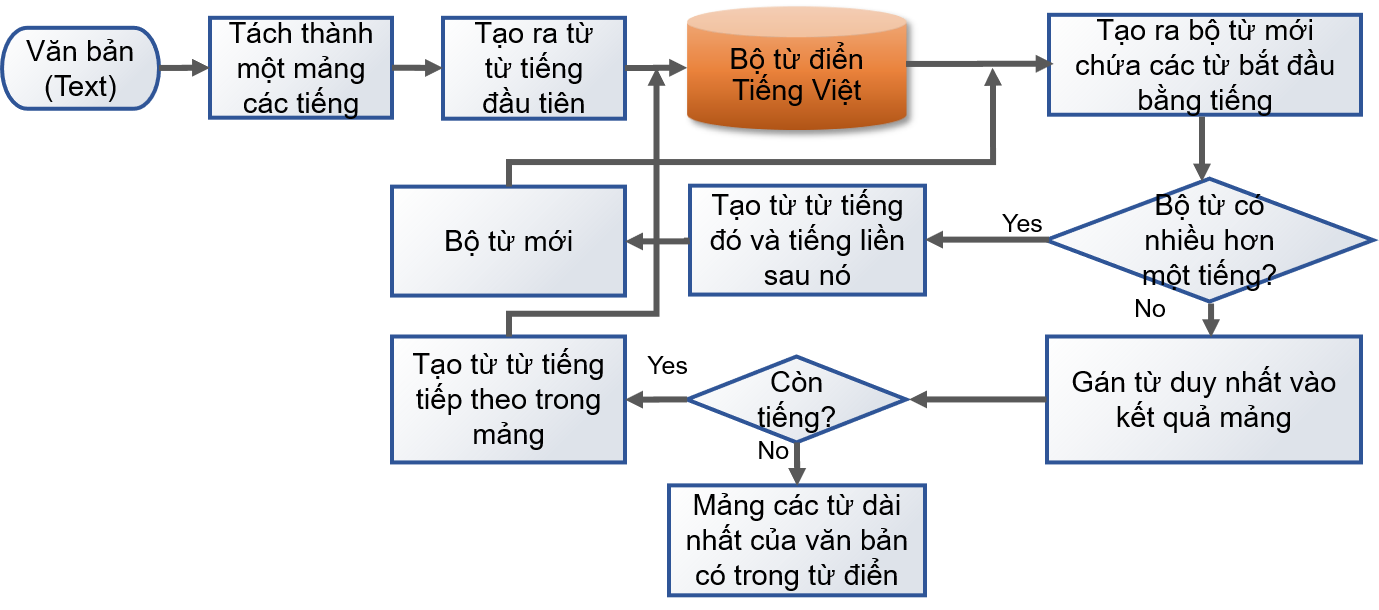 Văn bản
(Text)
Tách thành
một mảng
các tiếng
Tạo ra từ
từ tiếng
đầu tiên
Bộ từ điển
Tiếng Việt
Tạo ra bộ từ mới
chứa các từ bắt đầu
bằng tiếng
Bộ từ có
nhiều hơn
một tiếng?
Yes
No
Tạo từ từ tiếng
đó và tiếng liền
sau nó
Bộ từ mới
Gán từ duy nhất vào
kết quả mảng
Còn
tiếng?
Yes
No
Tạo từ từ tiếng
tiếp theo trong
mảng
Mảng các từ dài
nhất của văn bản
có trong từ điển